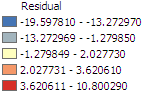 Residual
-19.597810 - -13.272970
-13.272969 - -1.279850
-1.279849 - 2.027730
2.027731 - 3.620610
3.620611 - 10.800290